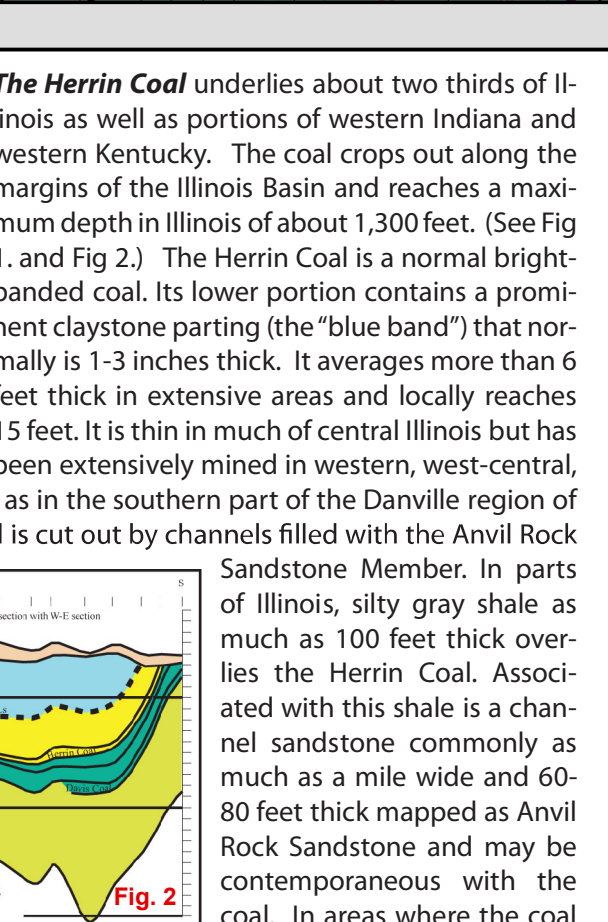 The Herrin Coal underlies about two thirds of Il-
linois as well as portions of western Indiana and
western Kentucky. The coal crops out along the
margins of the Illinois Basin and reaches a maxi-
mum depth in Illinois of about 1,300 feet. (See Fig
1. and Fig 2.) The Herrin Coal is a normal bright-
banded coal. Its lower portion contains a promi-
nent claystone parting (the “blue band”) that nor-
mally is 1-3 inches thick. It averages more than 6
feet thick in extensive areas and locally reaches
15 feet. It is thin in much of central Illinois but has
been extensively mined in western, west-central,
as in the southern part of the Danville region of
is cut out by channels filled with the Anvil Rock
Sandstone Member. In parts
of Illinois, silty gray shale as
much as 100 feet thick over-
lies the Herrin Coal. Associ-
ated with this shale is a chan-
nel sandstone commonly as
much as a mile wide and 60-
80 feet thick mapped as Anvil
Rock Sandstone and may be
contemporaneous with the
coal. In areas where the coal
S
section with W-E section
Ls
Herrin Coal
Davis Coal
Fig. 2